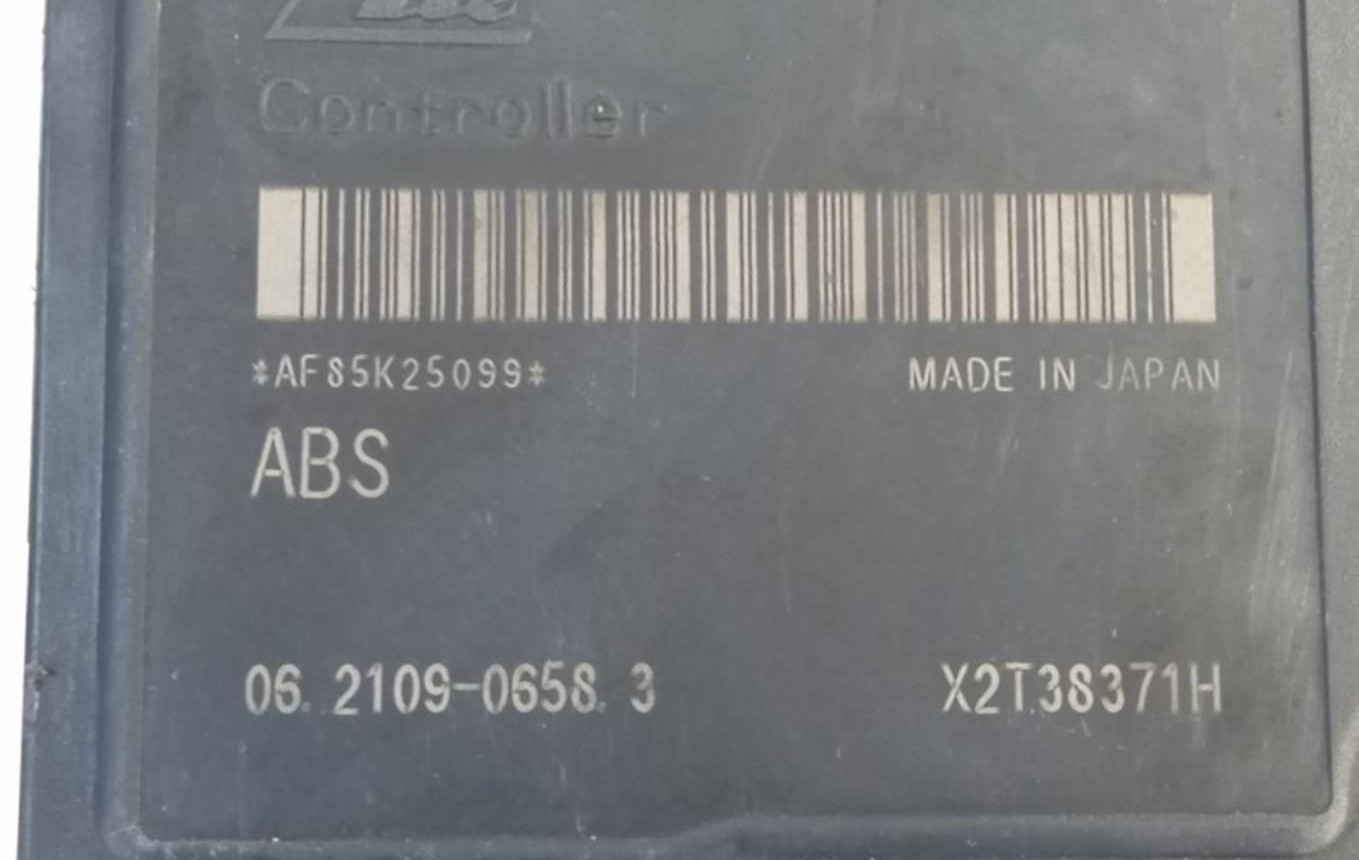 Controller
*AF85K25099*
MADE IN JAPAN
ABS
06.2109-0658.3
X2T38371H